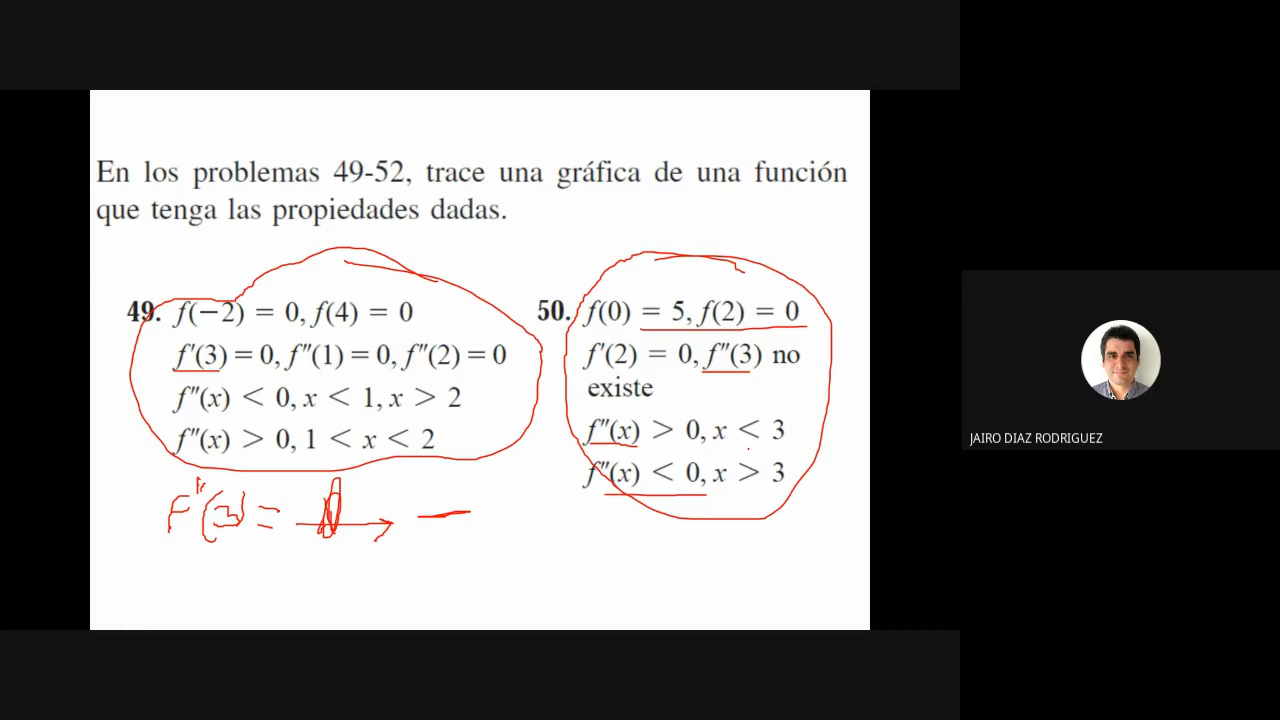 En los problemas 49-52, trace una gráfica de una función
que tenga las propiedades dadas.
49. f(−2) = 0, f(4) = 0
f'(3) = 0, f''(1) = 0, f''(2) = 0
f''(x) < 0, x < 1, x > 2
f''(x) > 0, 1 < x < 2
F''(3) =
50. f(0) = 5, f(2) = 0
f'(2) = 0, f''(3) no
existe
f''(x) > 0, x < 3
f''(x) < 0, x > 3
JAIRO DIAZ RODRIGUEZ